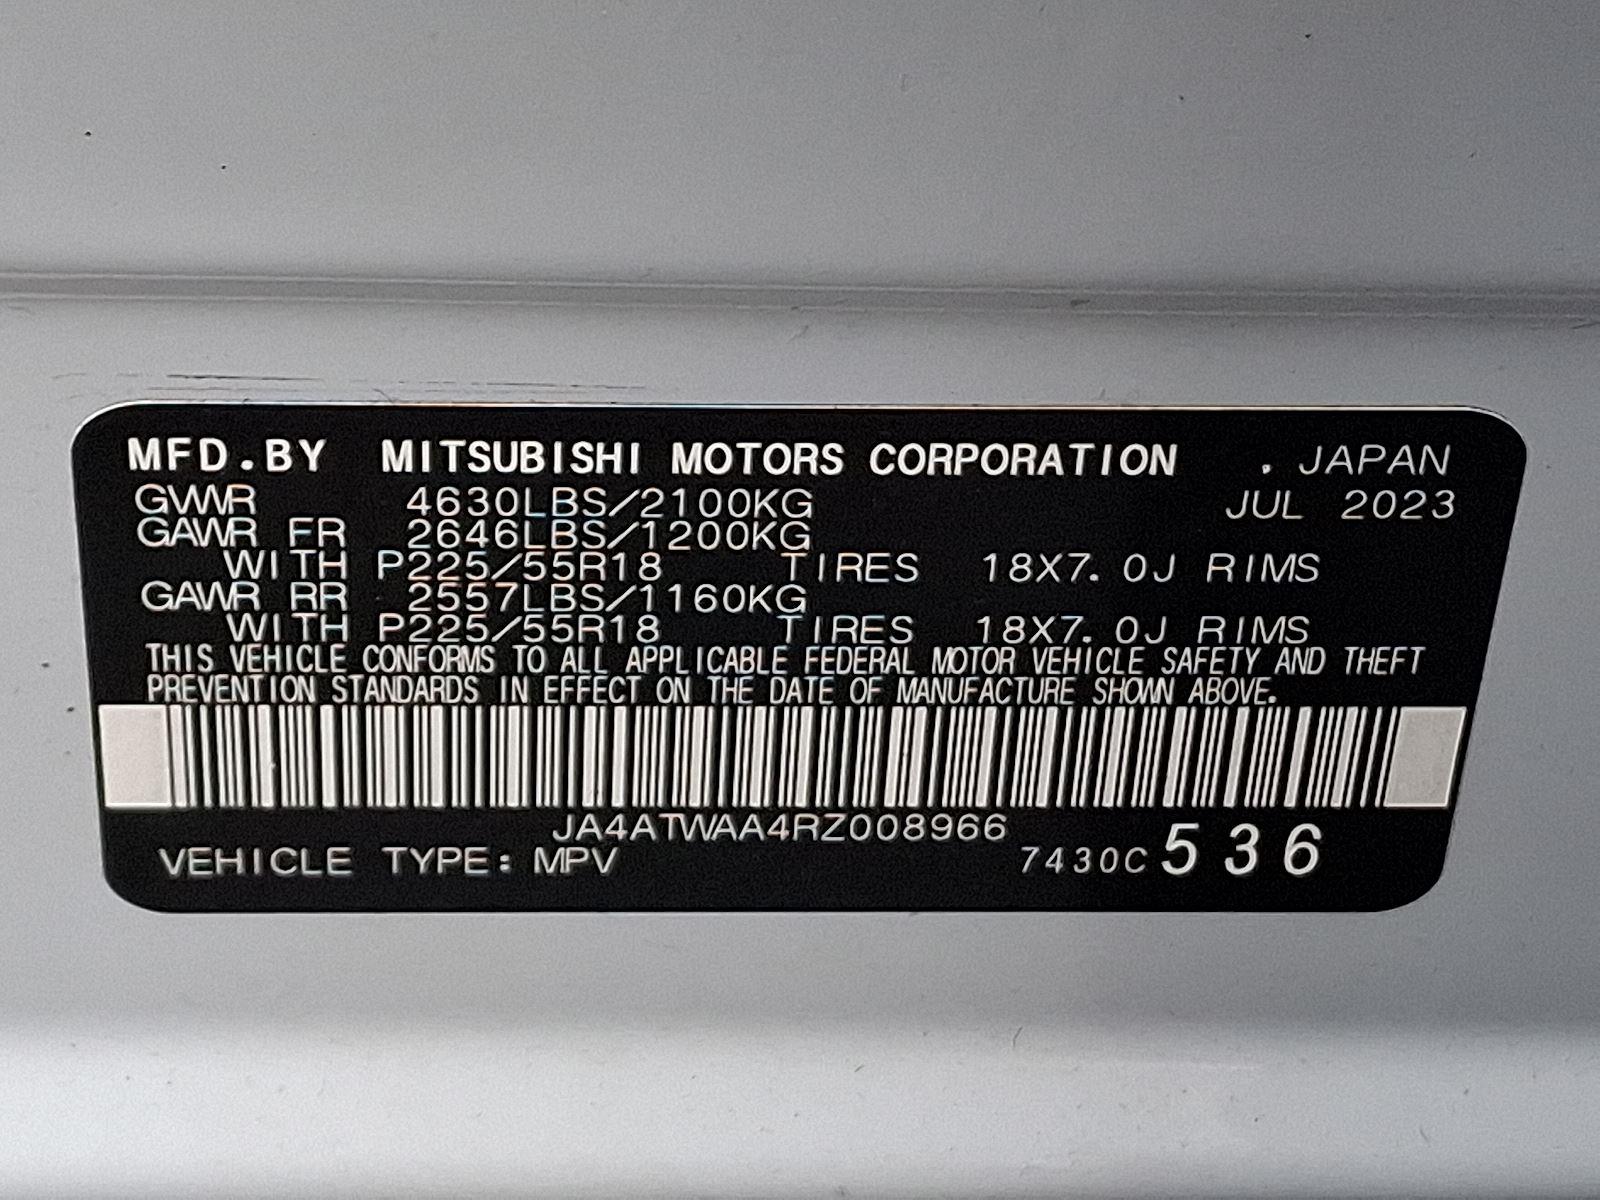 MFD.BY MITSUBISHI MOTORS CORPORATION . JAPAN
GVWR 4630LBS/2100KG JUL 2023
GAWR FR 2646LBS/1200KG
WITH P225/55R18 TIRES 18X7.0J RIMS
GAWR RR 2557LBS/1160KG
WITH P225/55R18 TIRES 18X7.0J RIMS
THIS VEHICLE CONFORMS TO ALL APPLICABLE FEDERAL MOTOR VEHICLE SAFETY AND THEFT
PREVENTION STANDARDS IN EFFECT ON THE DATE OF MANUFACTURE SHOWN ABOVE.
JA4ATWAA4RZ008966
VEHICLE TYPE: MPV 7430C 536